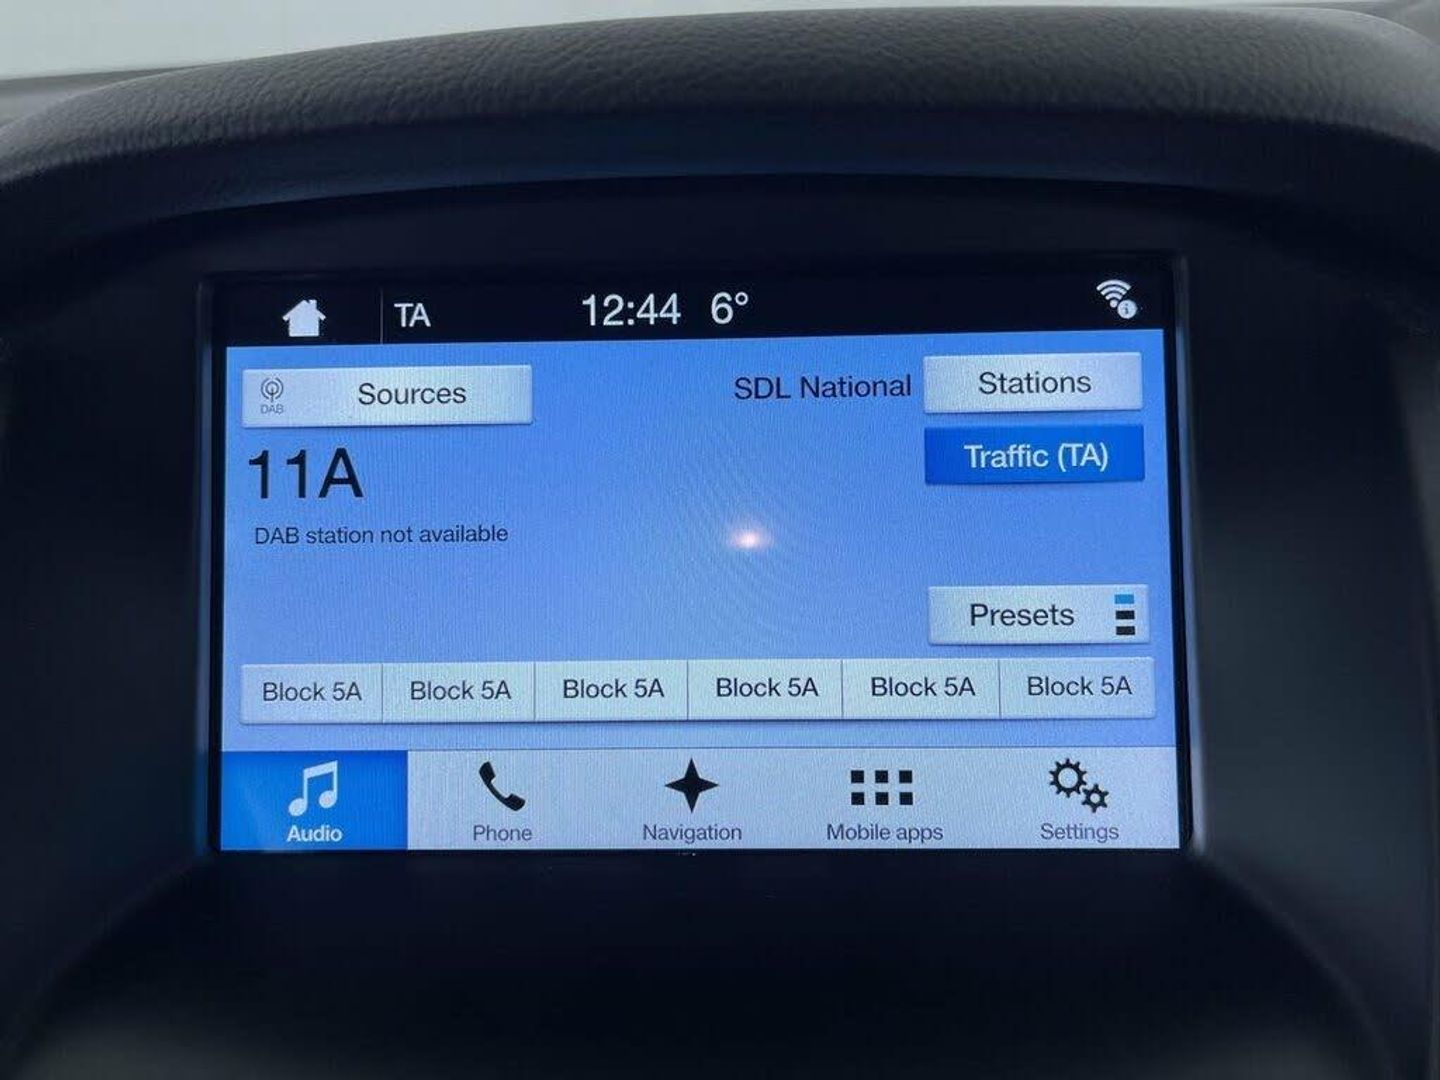 TA 12:44 6°
DAB Sources
SDL National Stations
Traffic (TA)
11A
DAB station not available
Presets
Block 5A Block 5A Block 5A Block 5A Block 5A Block 5A
Audio Phone Navigation Mobile apps Settings